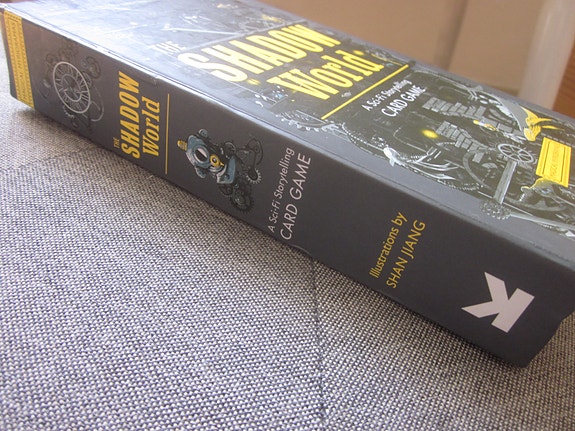 THE
SHADOW
World
A Sci-Fi Storytelling
CARD GAME
THE
SHADOW
World
A Sci-Fi Storytelling
CARD GAME
Illustrations by
SHAN JIANG